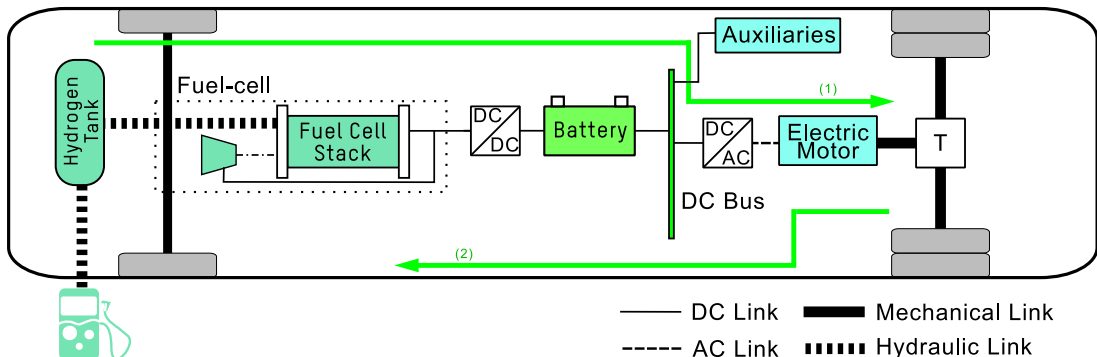 Auxiliaries
Hydrogen
Tank
Fuel-cell
(1)
Fuel Cell
Stack
DC
DC
Battery
DC
AC
Electric
Motor
T
DC Bus
(2)
DC Link
Mechanical Link
AC Link
Hydraulic Link